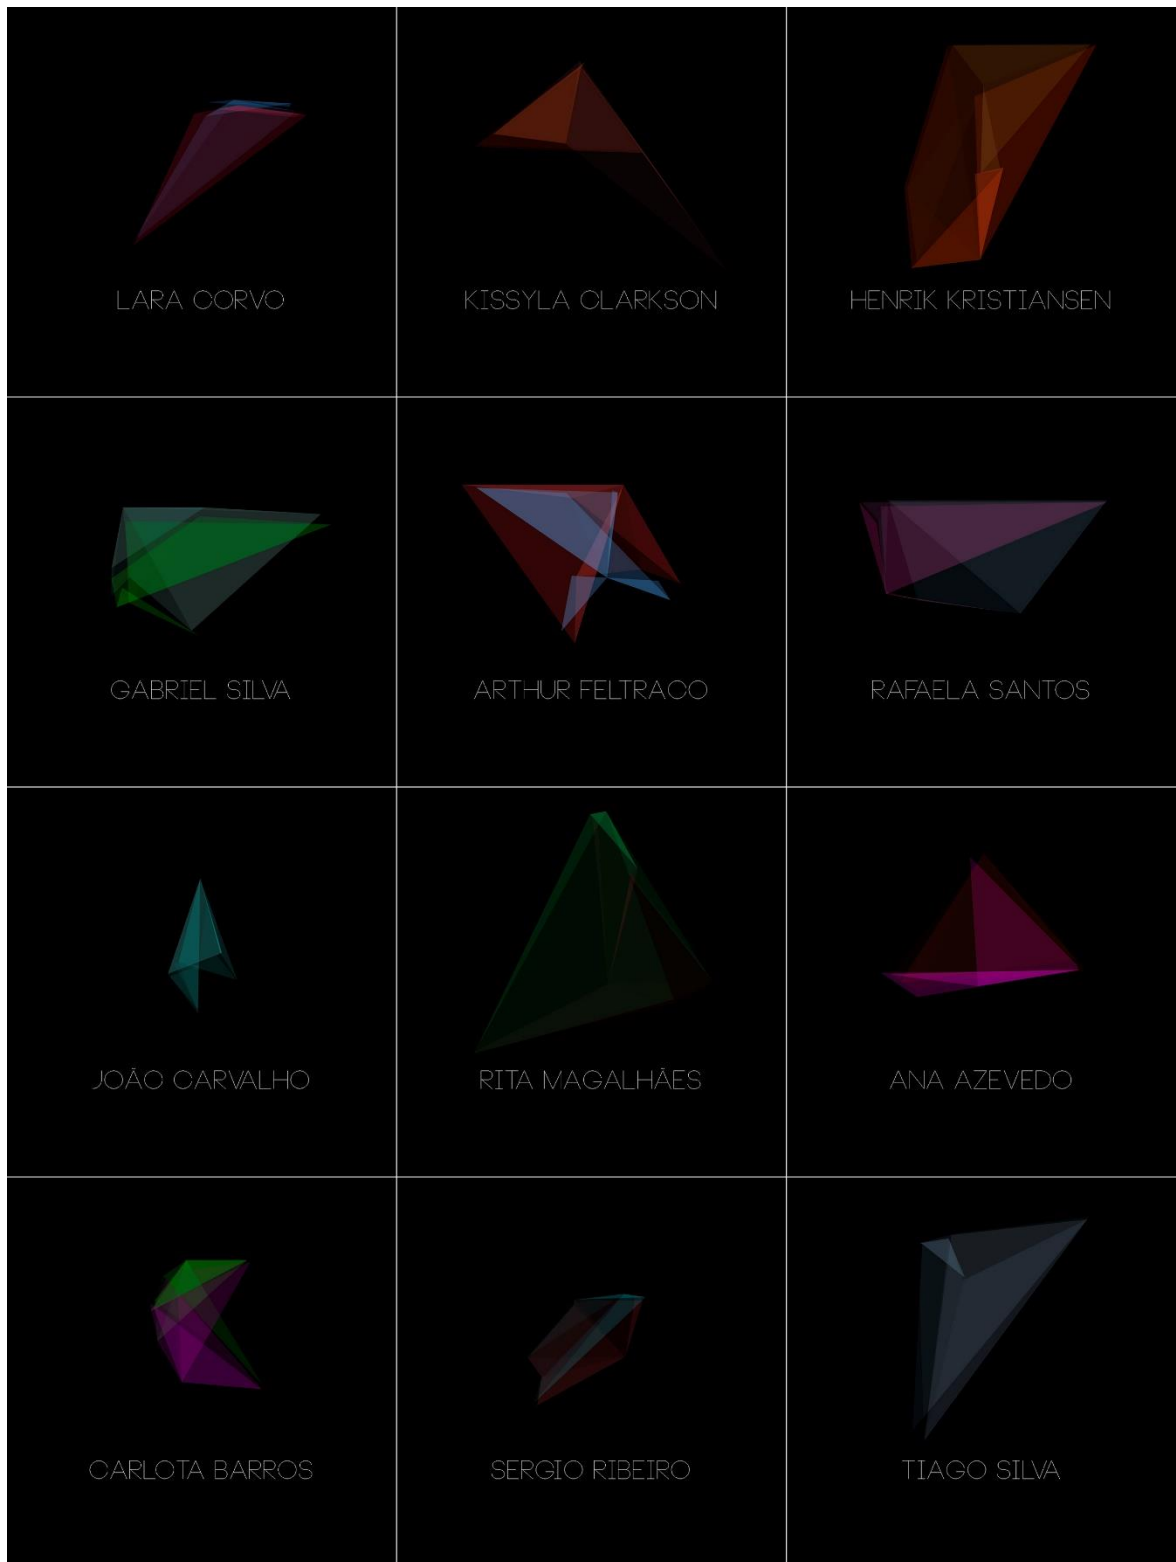 LARA CORVO
KISSYLA CLARKSON
HENRIK KRISTIANSEN
GABRIEL SILVA
ARTHUR FELTRACO
RAFAELA SANTOS
JOÃO CARVALHO
RITA MAGALHÃES
ANA AZEVEDO
CARLOTA BARROS
SERGIO RIBEIRO
TIAGO SILVA